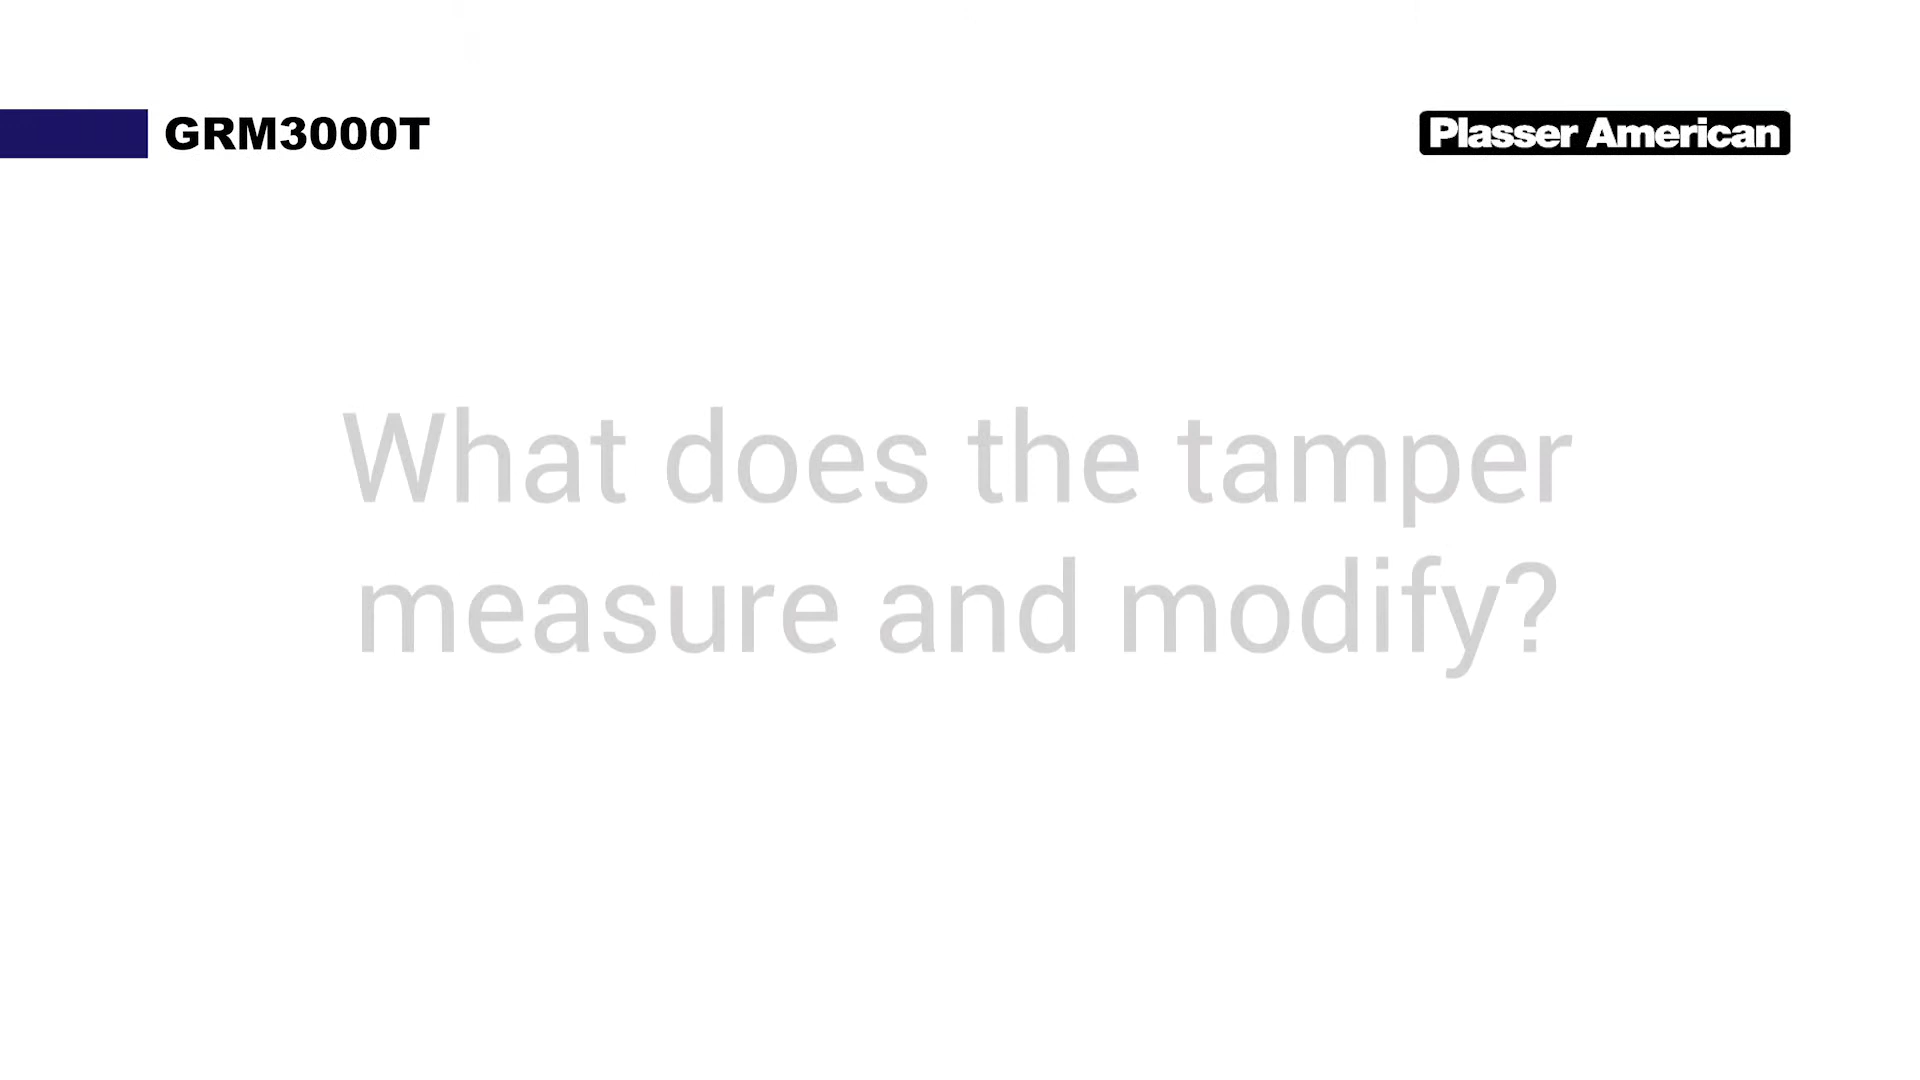 GRM3000T
Plasser American
What does the tamper
measure and modify?